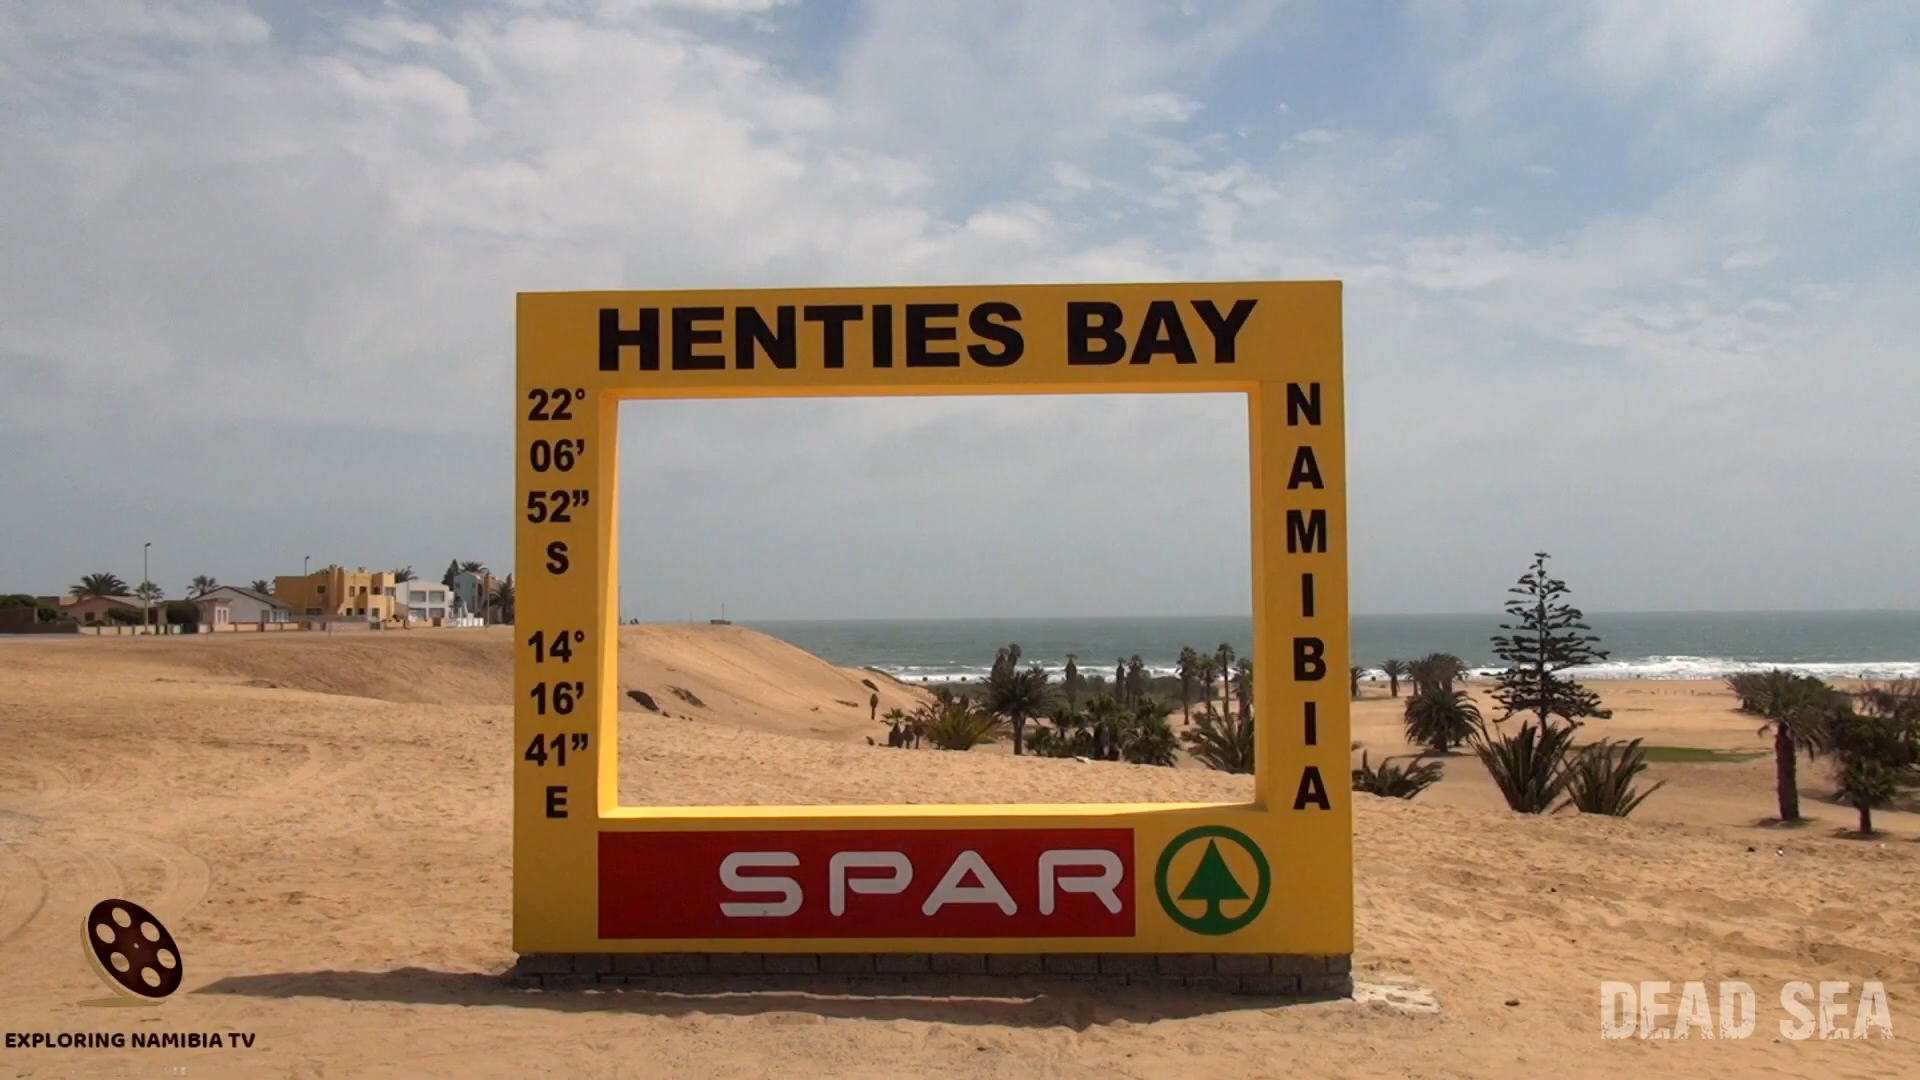 HENTIES BAY
22°
06’
52”
S
14°
16’
41”
E
NAMIBIA
SPAR
EXPLORING NAMIBIA TV
DEAD SEA